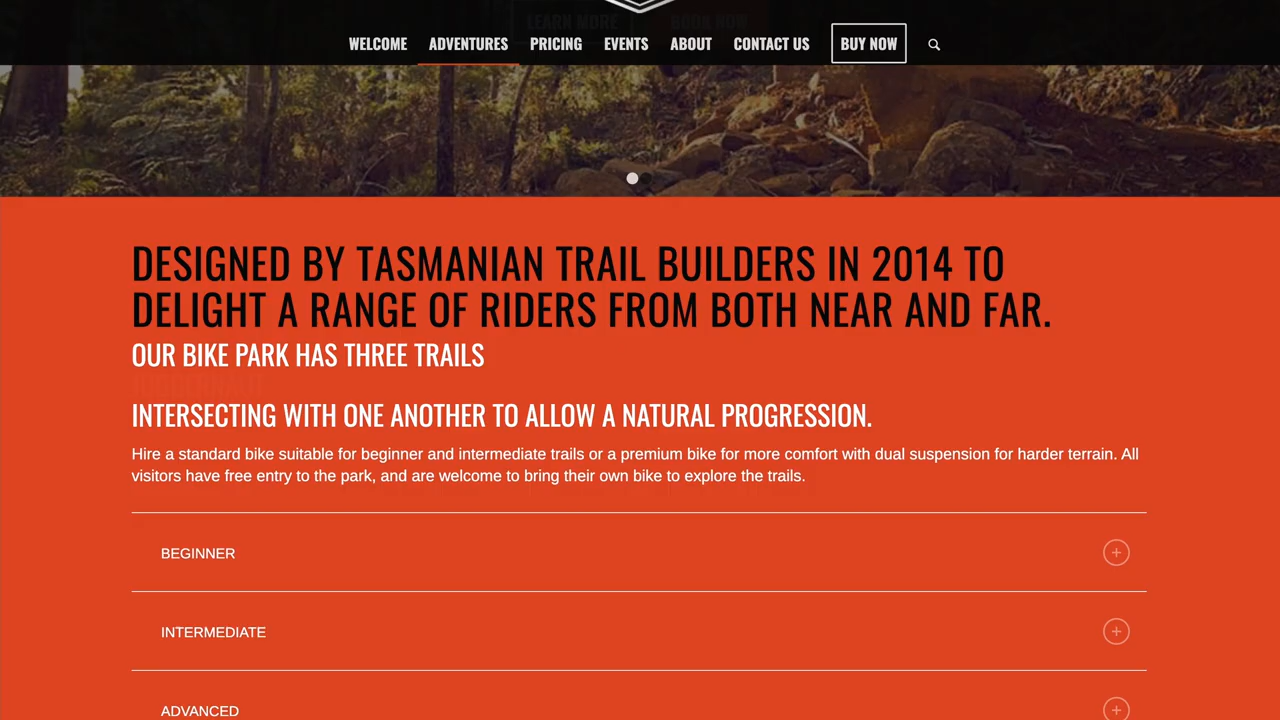 LEARN MORE BOOK NOW
WELCOME ADVENTURES PRICING EVENTS ABOUT CONTACT US BUY NOW
DESIGNED BY TASMANIAN TRAIL BUILDERS IN 2014 TO
DELIGHT A RANGE OF RIDERS FROM BOTH NEAR AND FAR.
OUR BIKE PARK HAS THREE TRAILS
INTERSECTING WITH ONE ANOTHER TO ALLOW A NATURAL PROGRESSION.
Hire a standard bike suitable for beginner and intermediate trails or a premium bike for more comfort with dual suspension for harder terrain. All
visitors have free entry to the park, and are welcome to bring their own bike to explore the trails.
BEGINNER
INTERMEDIATE
ADVANCED